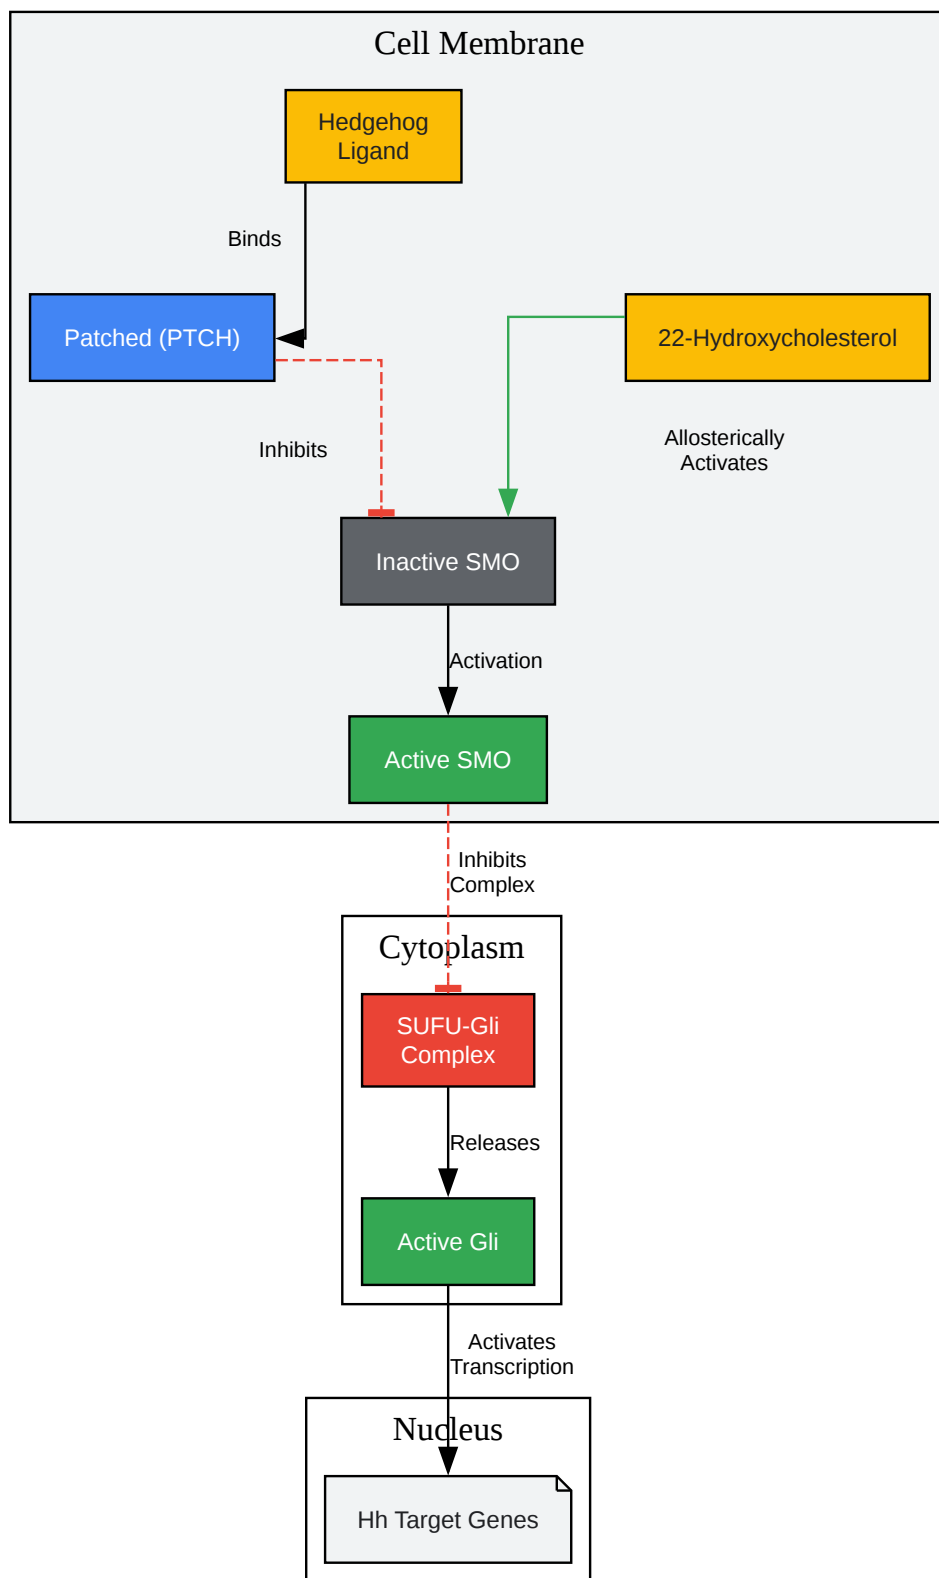 Cell Membrane
Hedgehog
Ligand
Binds
Patched (PTCH)
22-Hydroxycholesterol
Inhibits
Allosterically
Activates
Inactive SMO
Activation
Active SMO
Inhibits
Complex
Cytoplasm
SUFU-Gli
Complex
Releases
Active Gli
Activates
Transcription
Nucleus
Hh Target Genes